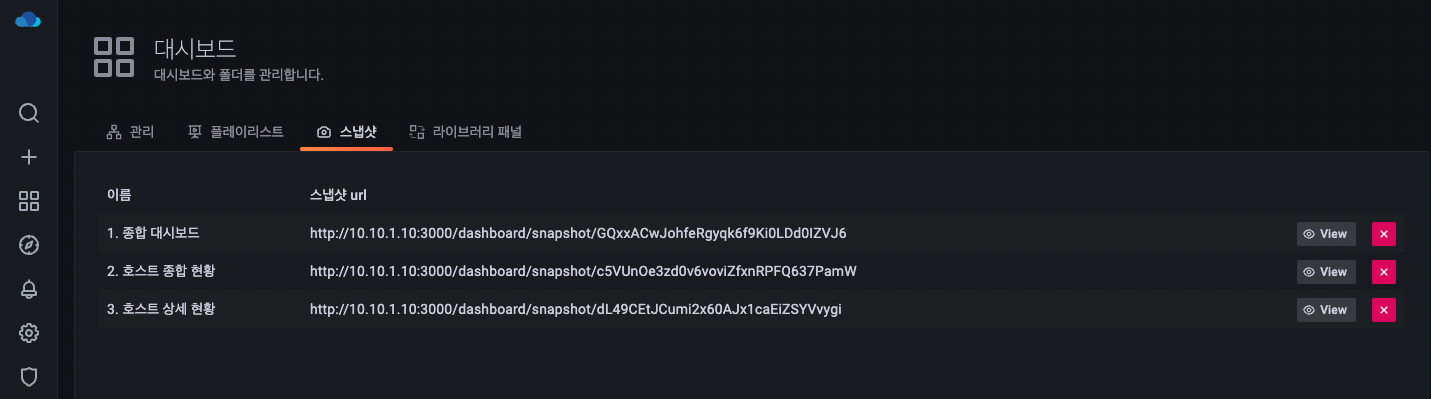 대시보드
대시보드와 폴더를 관리합니다.
관리 플레이리스트 스냅샷 라이브러리 패널
이름 스냅샷 url
1. 종합 대시보드 http://10.10.1.10:3000/dashboard/snapshot/GQxxACwJohfeRgyqk6f9Ki0LDd0IZVJ6 View
2. 호스트 종합 현황 http://10.10.1.10:3000/dashboard/snapshot/c5VUnOe3zd0v6voviZfxnRPFQ637PamW View
3. 호스트 상세 현황 http://10.10.1.10:3000/dashboard/snapshot/dL49CEtJCumi2x60AJx1caEiZSYVvygi View